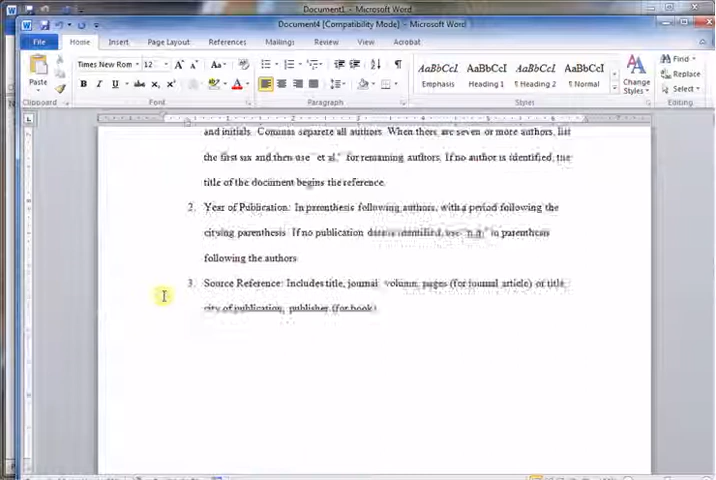 Document1 - Microsoft Word
Document4 [Compatibility Mode] - Microsoft Word
File Home Insert Page Layout References Mailings Review View Acrobat
Paste
Times New Rom 12
AaBbCcI AaBbCcI AaBbCcI AaBbCcI
Emphasis Heading 1 ¶ Heading 2 ¶ Normal
Change Styles
Find
Replace
Select
Clipboard Font Paragraph Styles Editing
and initials. Commas separate all authors. When there are seven or more authors, list
the first six and then use "et al." for remaining authors. If no author is identified, the
title of the document begins the reference.
2. Year of Publication: In parenthesis following authors, with a period following the
parenthesis. If no publication date is identified, use "n.d." in parenthesis
following the authors
3. Source Reference: Includes title, journal, volume, pages (for journal article) or title,
city of publication, publisher (for book)